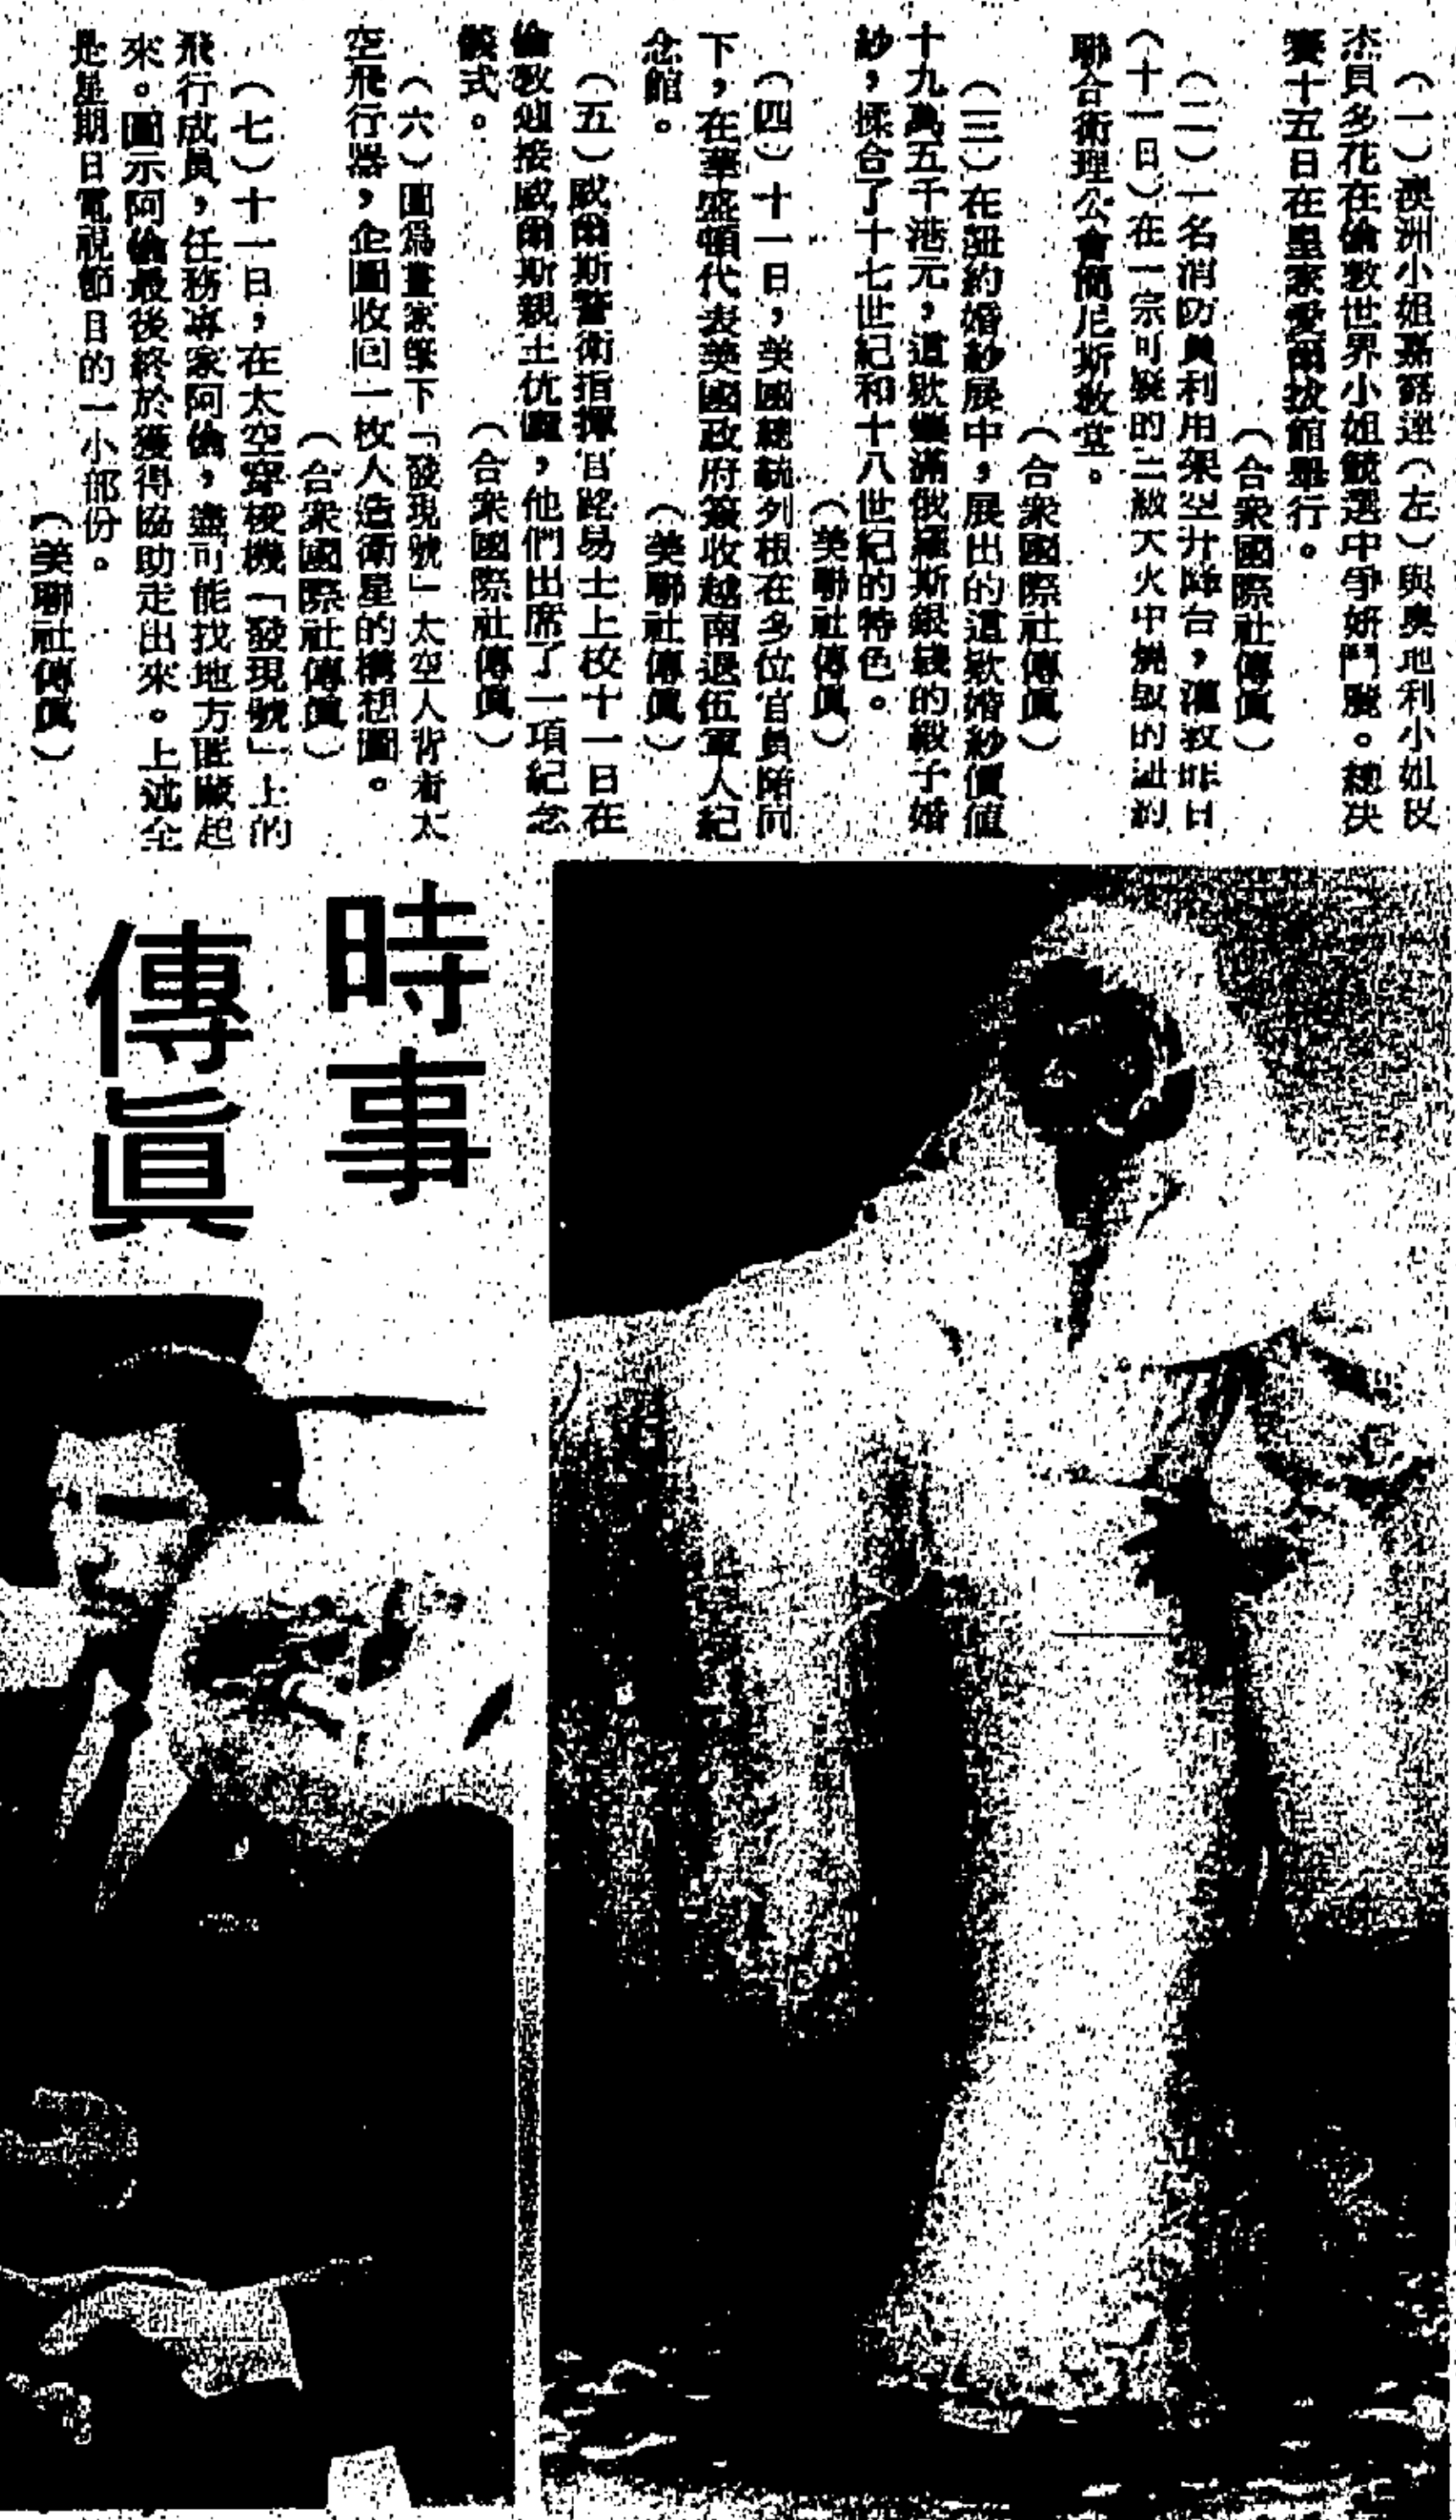 （一）澳洲小姐嘉露連（左）與奧地利小姐
杰貝多花在倫敦世界小姐競選中爭妍鬥麗。總决
賽十五日在皇家愛爾拔館舉行。
（合衆國際社傳眞）
（二）一名消防員利用架空升降台，灌救昨日
（十一日）在一宗可疑的三級大火中燒毀的紐約
聯合衛理公會簡尼斯敎堂。
（合衆國際社傳眞）
（三）在紐約婚紗展中，展出的這欵婚紗價值
十九萬五千港元，這欵綴滿俄羅斯銀綫的緞子婚
紗，揉合了十七世紀和十八世紀的特色。
（美聯社傳眞）
（四）十一日，美國總統列根在多位官員陪同
下，在華盛頓代表美國政府簽收越南退伍軍人紀
念館。
（美聯社傳眞）
（五）威爾斯警衛指揮官路易士上校十一日在
倫敦迎接威爾斯親王伉儷，他們出席了一項紀念
儀式。
（合衆國際社傳眞）
（六）圖爲畫家筆下「發現號」太空人背着太
空飛行器，企圖收回一枚人造衛星的構想圖。
（合衆國際社傳眞）
（七）十一日，在太空穿梭機「發現號」上的
飛行成員，任務專家阿倫，盡可能找地方匿藏起
來。圖示阿倫最後終於獲得協助走出來。上述全
是星期日電視節目的一小部份。
（美聯社傳眞）
時事
傳眞